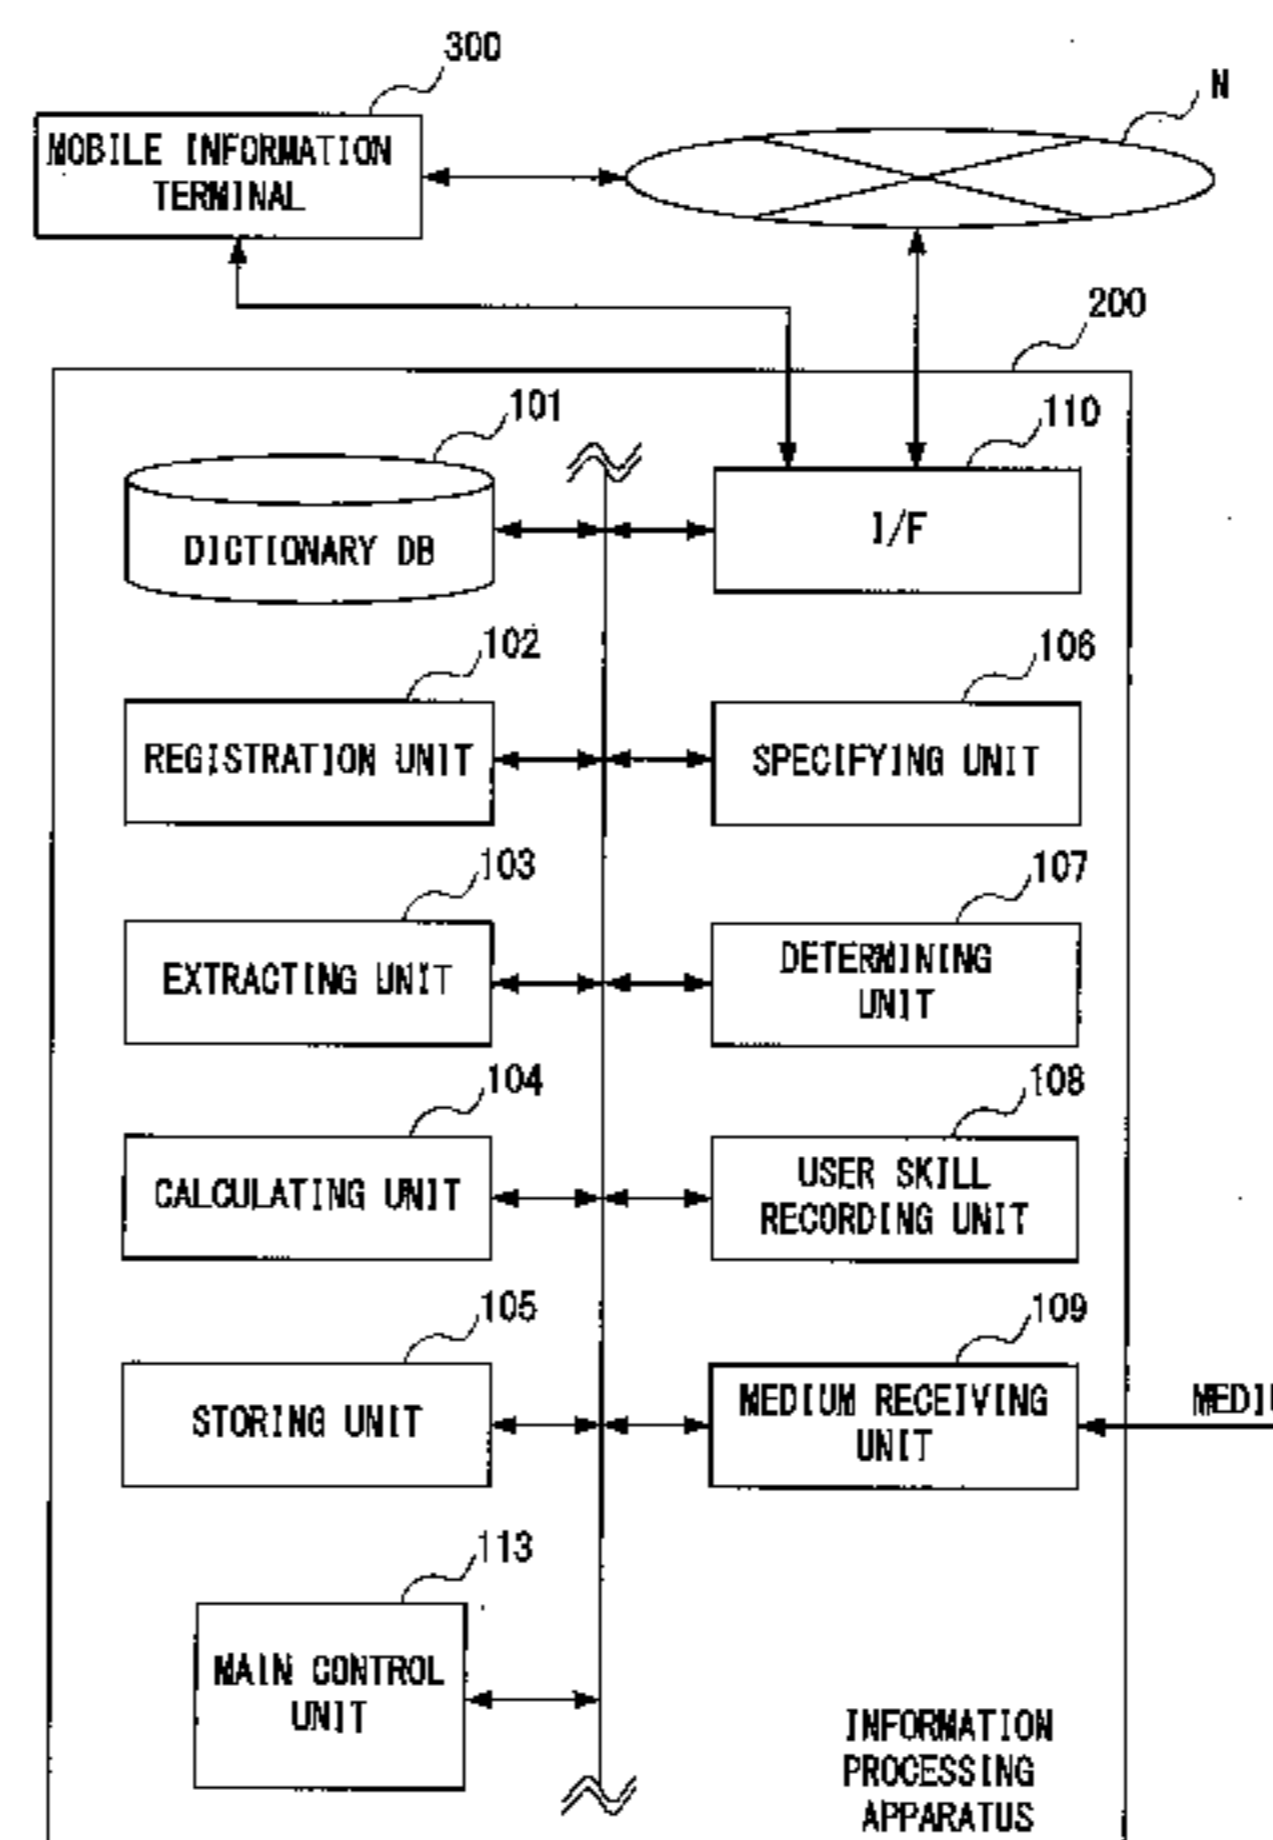 300
N
MOBILE INFORMATION
TERMINAL
200
101
110
DICTIONARY DB
I/F
102
106
REGISTRATION UNIT
SPECIFYING UNIT
103
107
EXTRACTING UNIT
DETERMINING
UNIT
104
108
CALCULATING UNIT
USER SKILL
RECORDING UNIT
105
109
STORING UNIT
MEDIUM RECEIVING
UNIT
113
MAIN CONTROL
UNIT
INFORMATION
PROCESSING
APPARATUS